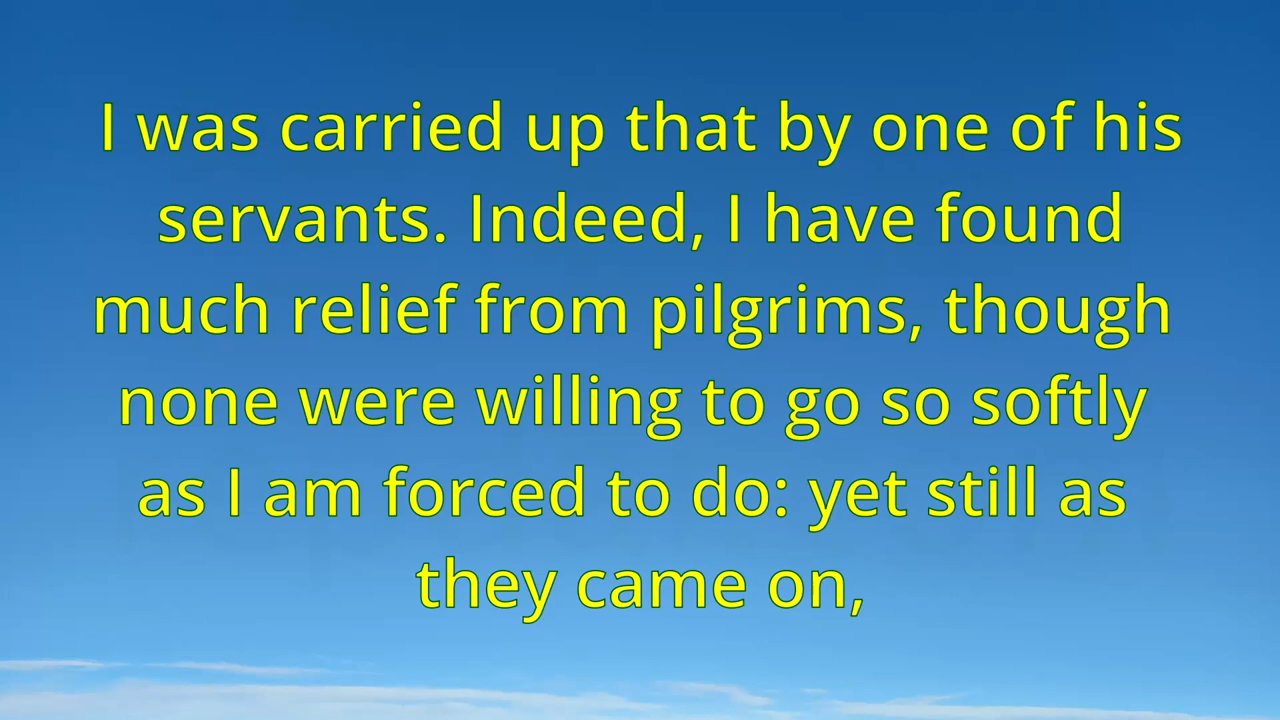 I was carried up that by one of his
servants. Indeed, I have found
much relief from pilgrims, though
none were willing to go so softly
as I am forced to do: yet still as
they came on,